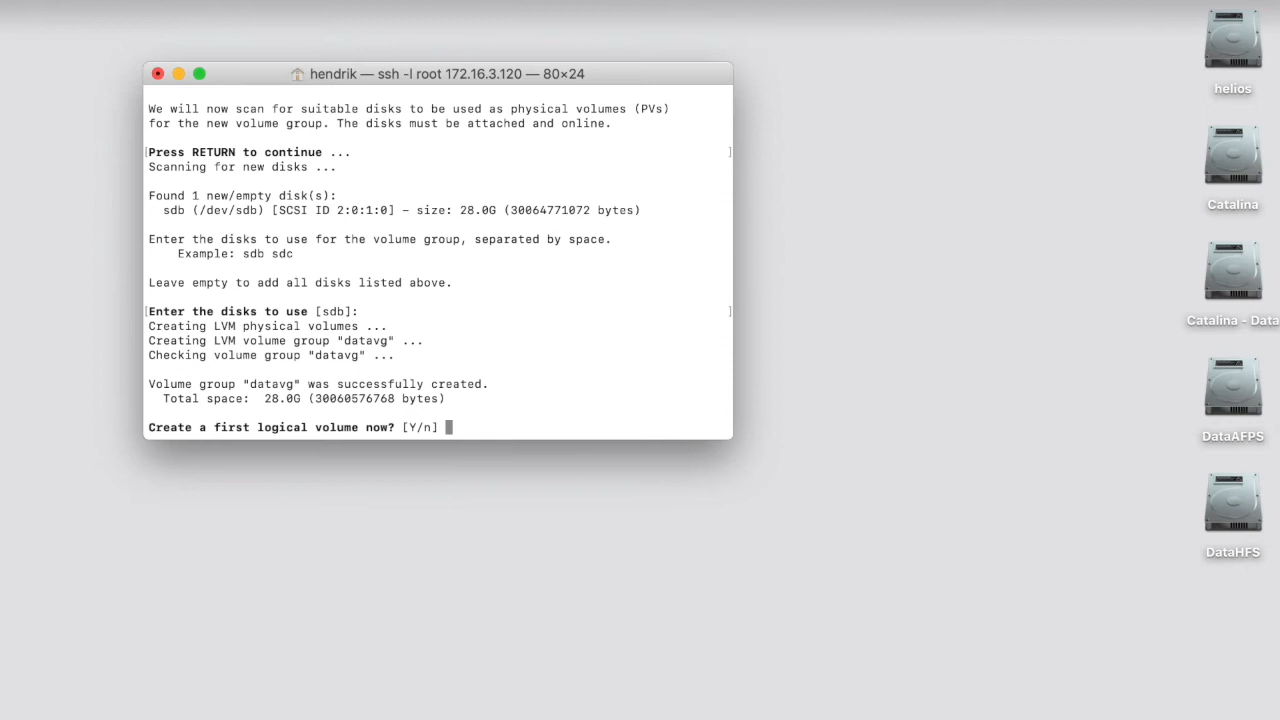 hendrik — ssh -l root 172.16.3.120 — 80×24
We will now scan for suitable disks to be used as physical volumes (PVs)
for the new volume group. The disks must be attached and online.
[Press RETURN to continue ... ]
Scanning for new disks ...
Found 1 new/empty disk(s):
sdb (/dev/sdb) [SCSI ID 2:0:1:0] - size: 28.0G (30064771072 bytes)
Enter the disks to use for the volume group, separated by space.
Example: sdb sdc
Leave empty to add all disks listed above.
[Enter the disks to use [sdb]: ]
Creating LVM physical volumes ...
Creating LVM volume group "datavg" ...
Checking volume group "datavg" ...
Volume group "datavg" was successfully created.
Total space:  28.0G (30060576768 bytes)
Create a first logical volume now? [Y/n]
helios
Catalina
Catalina - Data
DataAFPS
DataHFS